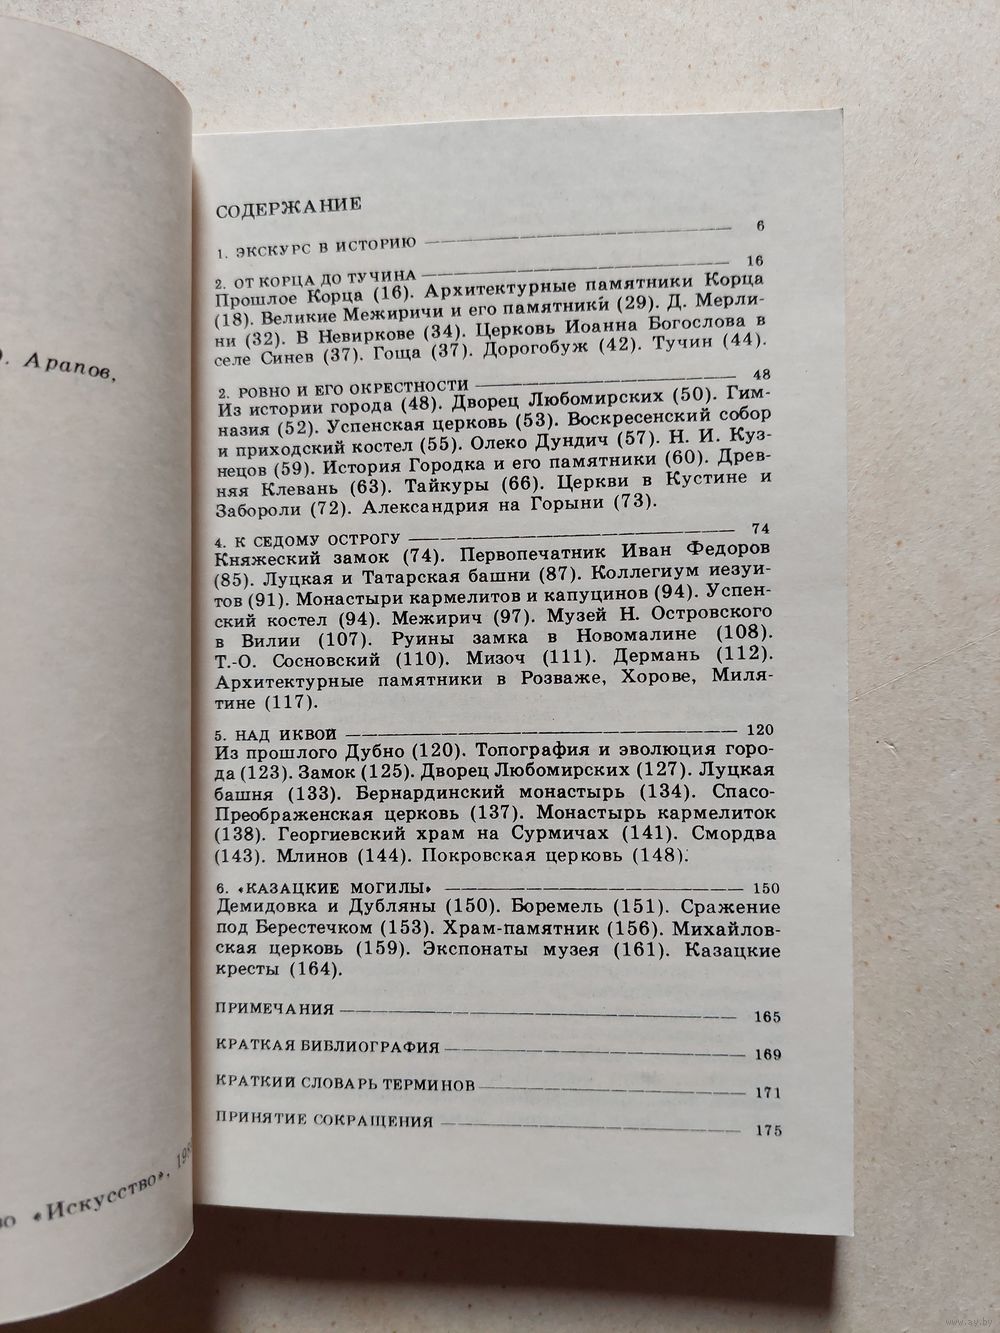 Э. Арапов,
во «Искусство», 198
СОДЕРЖАНИЕ
1. ЭКСКУРС В ИСТОРИЮ 6
2. ОТ КОРЦА ДО ТУЧИНА 16
Прошлое Корца (16). Архитектурные памятники Корца
(18). Великие Межиричи и его памятники (29). Д. Мерли-
ни (32). В Невиркове (34). Церковь Иоанна Богослова в
селе Синев (37). Гоща (37). Дорогобуж (42). Тучин (44).
2. РОВНО И ЕГО ОКРЕСТНОСТИ 48
Из истории города (48). Дворец Любомирских (50). Гим-
назия (52). Успенская церковь (53). Воскресенский собор
и приходский костел (55). Олеко Дундич (57). Н. И. Куз-
нецов (59). История Городка и его памятники (60). Древ-
няя Клевань (63). Тайкуры (66). Церкви в Кустине и
Забороли (72). Александрия на Горыни (73).
4. К СЕДОМУ ОСТРОГУ 74
Княжеский замок (74). Первопечатник Иван Федоров
(85). Луцкая и Татарская башни (87). Коллегиум иезуи-
тов (91). Монастыри кармелитов и капуцинов (94). Успен-
ский костел (94). Межирич (97). Музей Н. Островского
в Вилии (107). Руины замка в Новомалине (108).
Т.-О. Сосновский (110). Мизоч (111). Дермань (112).
Архитектурные памятники в Розваже, Хорове, Миля-
тине (117).
5. НАД ИКВОЙ 120
Из прошлого Дубно (120). Топография и эволюция горо-
да (123). Замок (125). Дворец Любомирских (127). Луцкая
башня (133). Бернардинский монастырь (134). Спасо-
Преображенская церковь (137). Монастырь кармелиток
(138). Георгиевский храм на Сурмичах (141). Смордва
(143). Млинов (144). Покровская церковь (148).
6. «КАЗАЦКИЕ МОГИЛЫ» 150
Демидовка и Дубляны (150). Боремель (151). Сражение
под Берестечком (153). Храм-памятник (156). Михайлов-
ская церковь (159). Экспонаты музея (161). Казацкие
кресты (164).
ПРИМЕЧАНИЯ 165
КРАТКАЯ БИБЛИОГРАФИЯ 169
КРАТКИЙ СЛОВАРЬ ТЕРМИНОВ 171
ПРИНЯТИЕ СОКРАЩЕНИЯ 175
www.ay.by